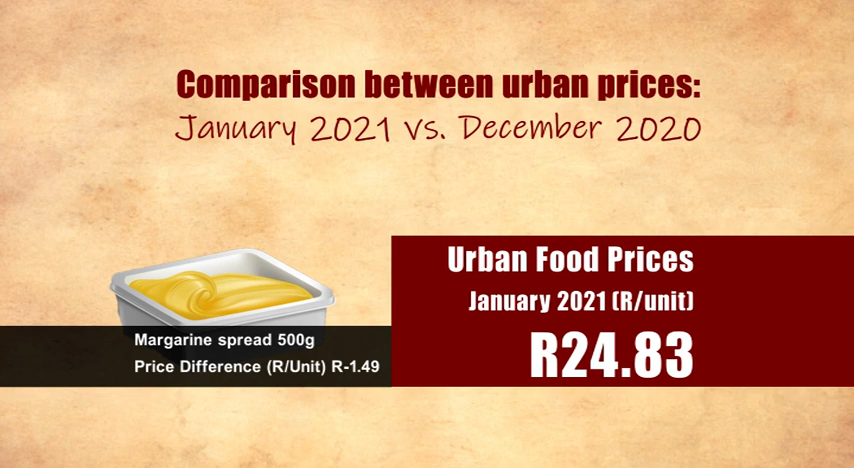 Comparison between urban prices:
January 2021 vs. December 2020
Urban Food Prices
January 2021 (R/unit)
R24.83
Margarine spread 500g
Price Difference (R/Unit) R-1.49